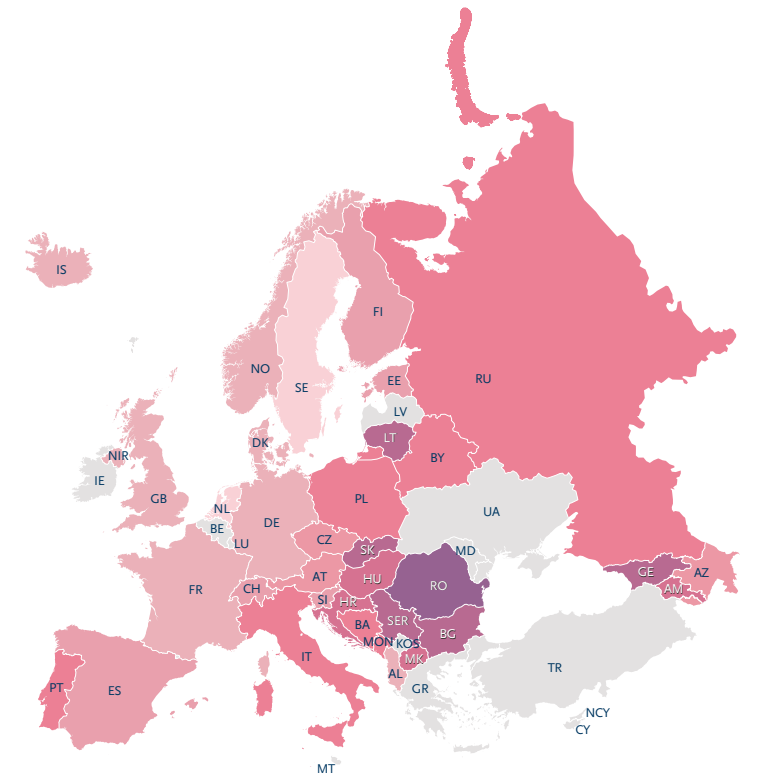 IS
FI
NO
SE
EE
RU
LV
DK
LT
NIR
BY
IE
GB
NL
PL
BE
DE
UA
LU
CZ
SK
MD
FR
CH
AT
HU
RO
GE
AZ
AM
SI
HR
BA
SER
BG
MON
KOS
IT
MK
PT
ES
AL
GR
TR
NCY
CY
MT